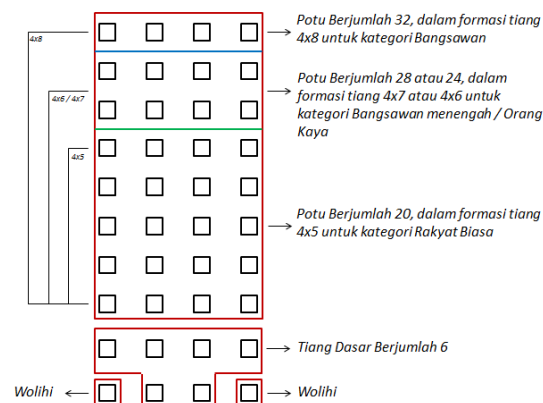 Potu Berjumlah 32, dalam formasi tiang
4x8 untuk kategori Bangsawan
4x8
Potu Berjumlah 28 atau 24, dalam
formasi tiang 4x7 atau 4x6 untuk
kategori Bangsawan menengah / Orang
Kaya
4x6 / 4x7
4x5
Potu Berjumlah 20, dalam formasi tiang
4x5 untuk kategori Rakyat Biasa
Tiang Dasar Berjumlah 6
Wolihi
Wolihi